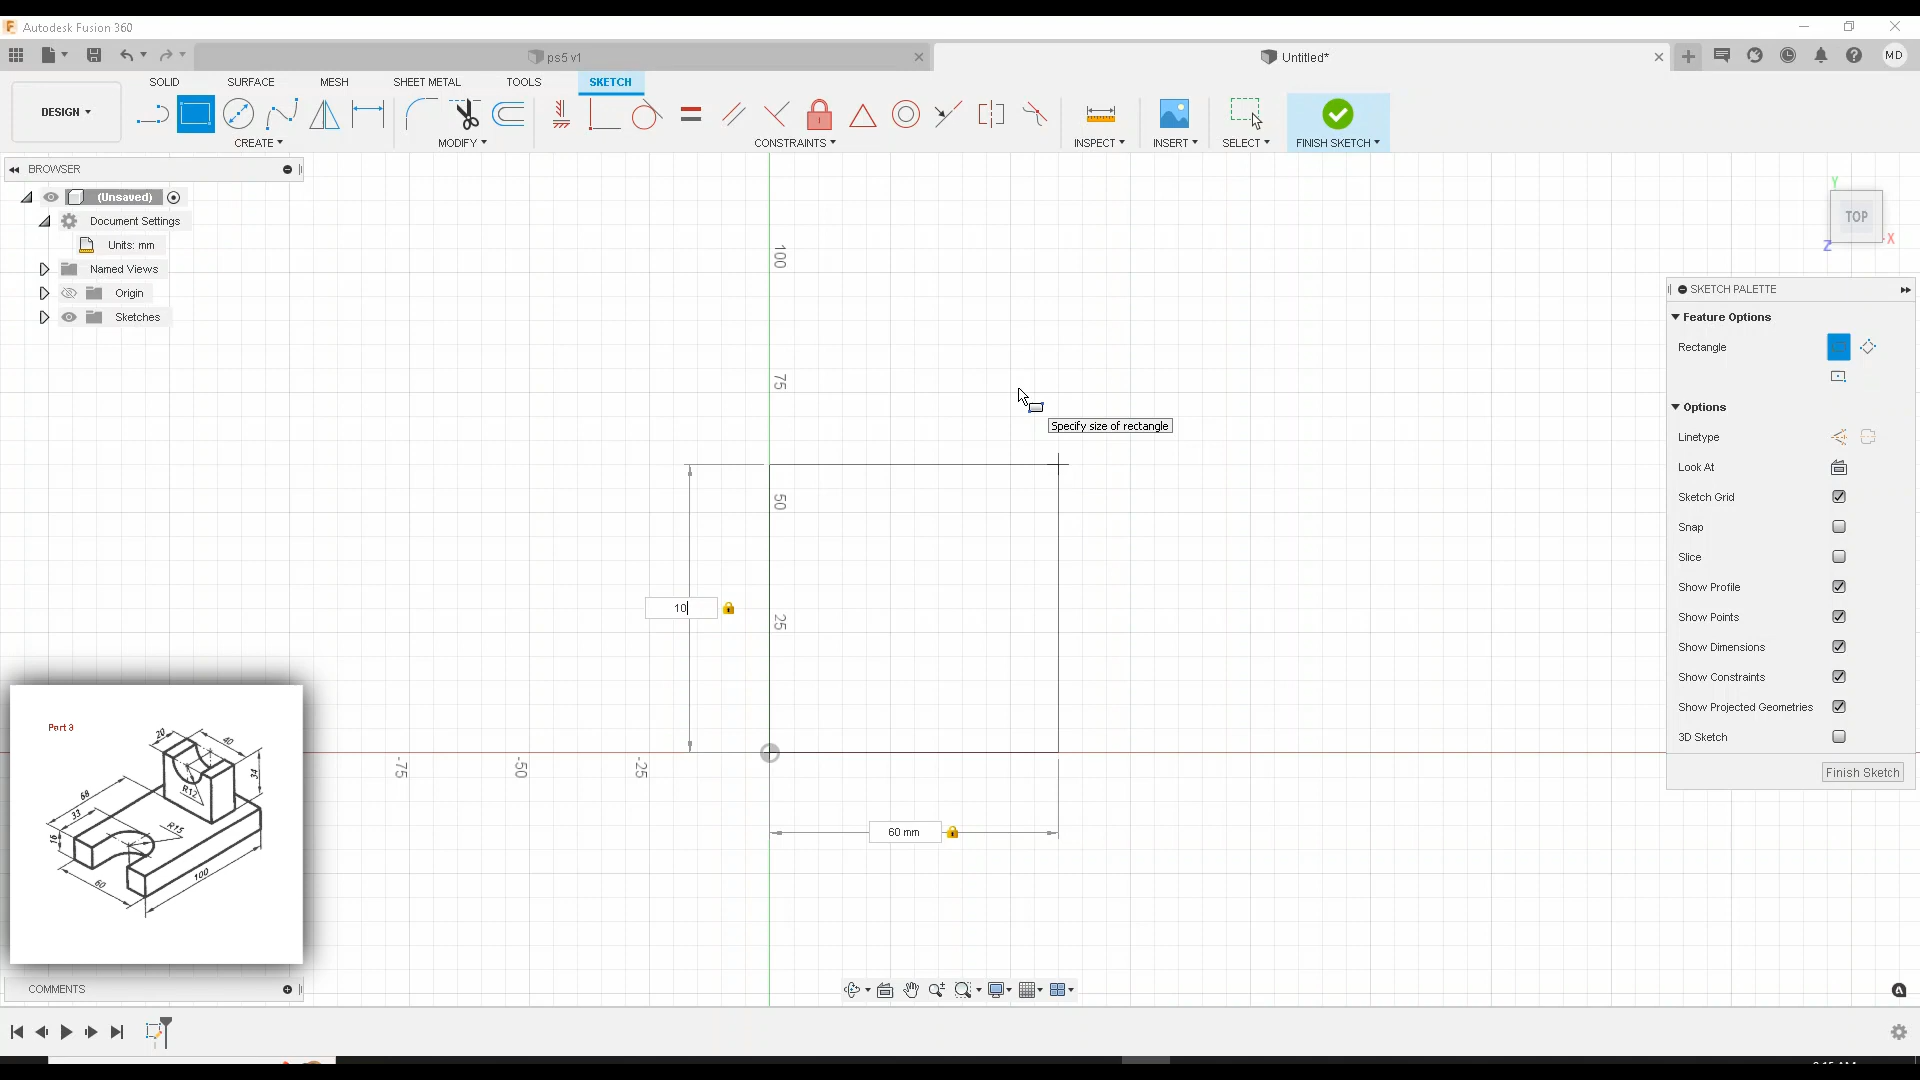 Autodesk Fusion 360
ps5 v1
Untitled*
MD
DESIGN
SOLID
SURFACE
MESH
SHEET METAL
TOOLS
SKETCH
CREATE
MODIFY
CONSTRAINTS
INSPECT
INSERT
SELECT
FINISH SKETCH
BROWSER
(Unsaved)
Document Settings
Units: mm
Named Views
Origin
Sketches
100
75
50
25
-75
-50
-25
10
60 mm
Specify size of rectangle
Y
TOP
Z
X
SKETCH PALETTE
Feature Options
Rectangle
Options
Linetype
Look At
Sketch Grid
Snap
Slice
Show Profile
Show Points
Show Dimensions
Show Constraints
Show Projected Geometries
3D Sketch
Finish Sketch
Part 3
20
40
34
R12
68
33
16
R15
60
100
COMMENTS